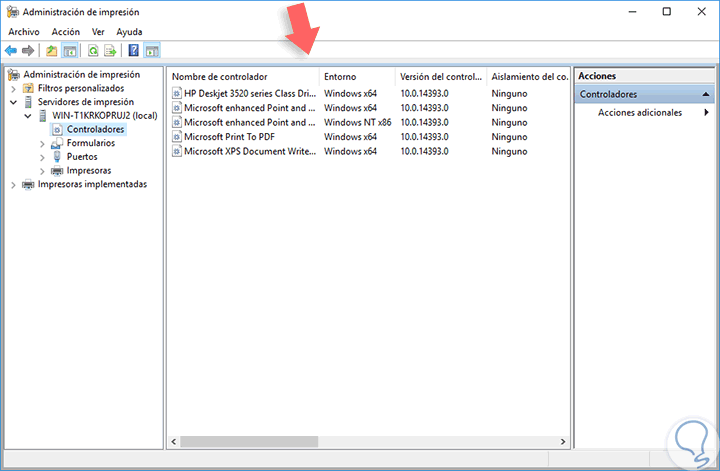 Administración de impresión
Archivo Acción Ver Ayuda
Administración de impresión
Filtros personalizados
Servidores de impresión
WIN-T1KRKOPRUJ2 (local)
Controladores
Formularios
Puertos
Impresoras
Impresoras implementadas
Nombre de controlador Entorno Versión del control... Aislamiento del co.
HP Deskjet 3520 series Class Dri... Windows x64 10.0.14393.0 Ninguno
Microsoft enhanced Point and ... Windows x64 10.0.14393.0 Ninguno
Microsoft enhanced Point and ... Windows NT x86 10.0.14393.0 Ninguno
Microsoft Print To PDF Windows x64 10.0.14393.0 Ninguno
Microsoft XPS Document Write... Windows x64 10.0.14393.0 Ninguno
Acciones
Controladores
Acciones adicionales